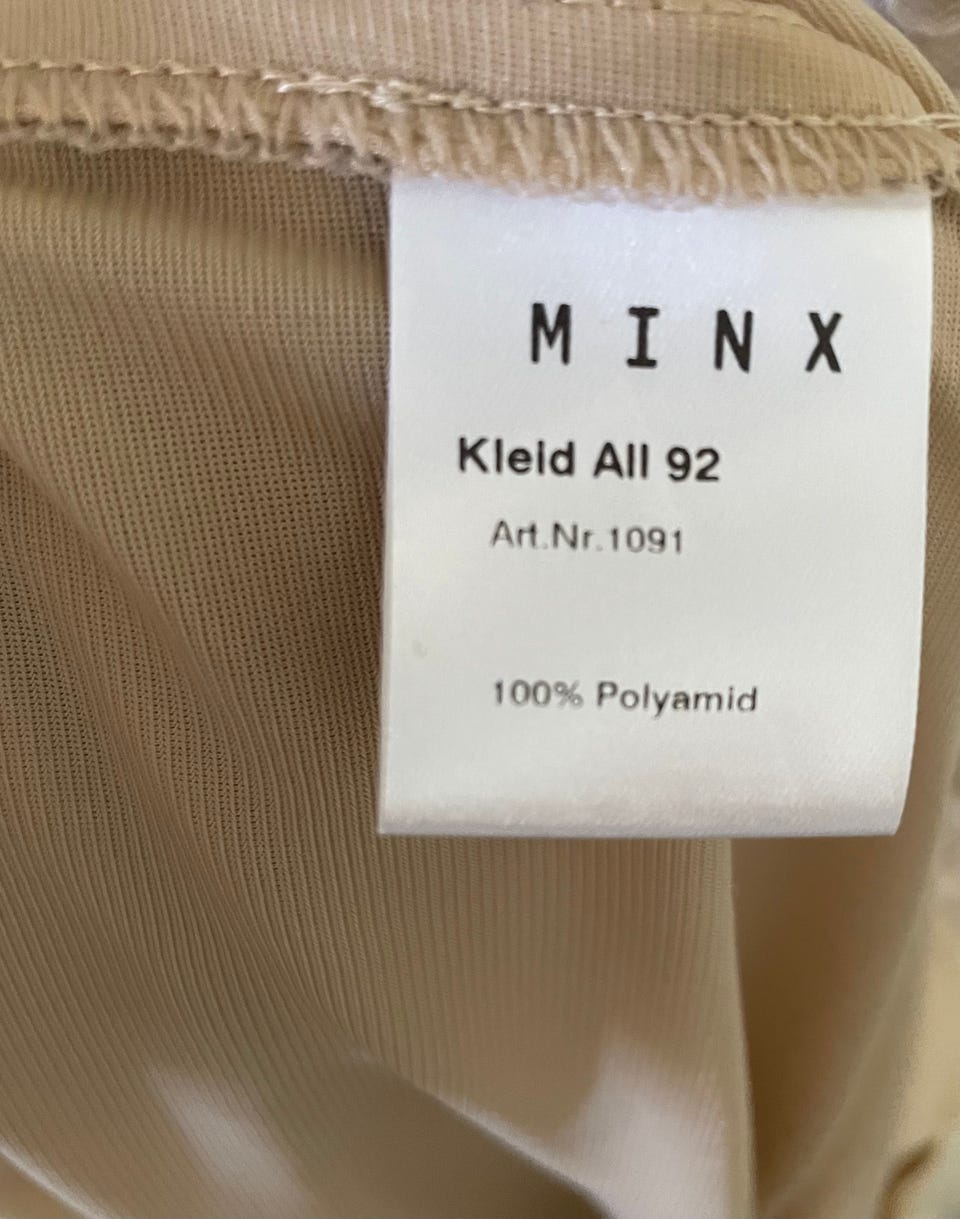 MINX
Kleid All 92
Art.Nr.1091
100% Polyamid